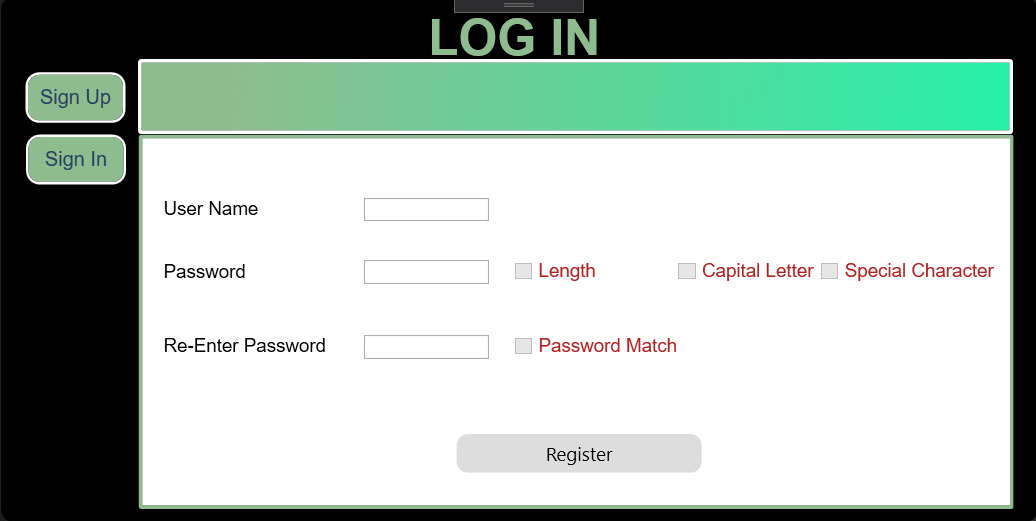 LOG IN
Sign Up
Sign In
User Name
Password Length Capital Letter Special Character
Re-Enter Password Password Match
Register